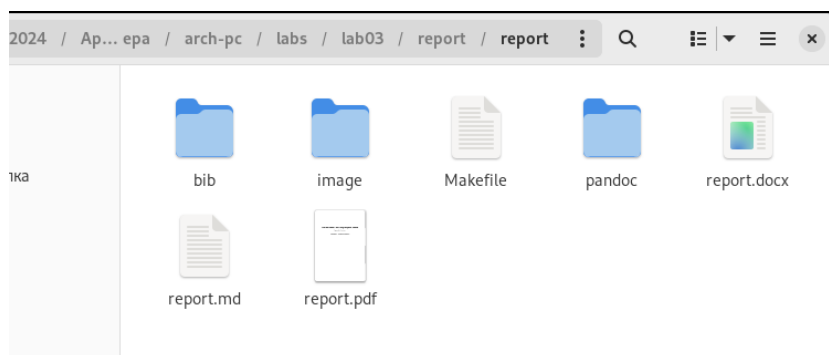 2024 / Ap... epa / arch-pc / labs / lab03 / report / report
лка
bib image Makefile pandoc report.docx
report.md report.pdf